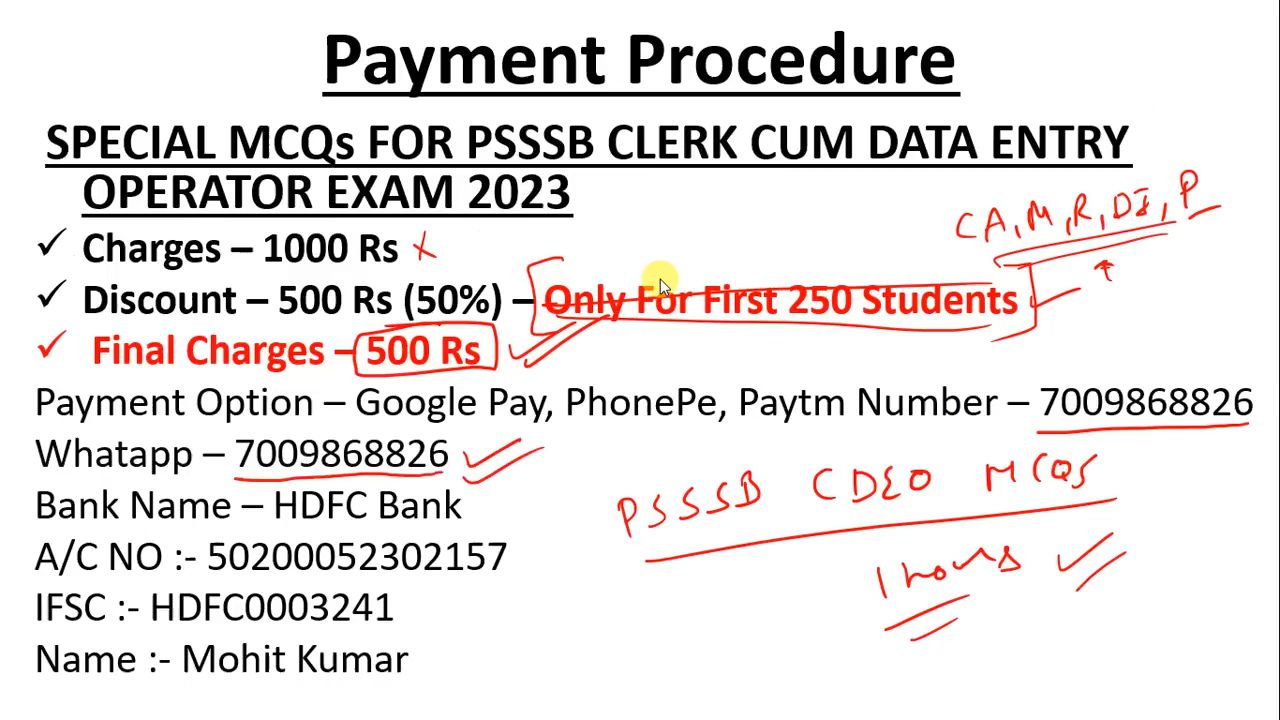 Payment Procedure
SPECIAL MCQs FOR PSSSB CLERK CUM DATA ENTRY
OPERATOR EXAM 2023
✓ Charges – 1000 Rs X
CA, M, R, DI, P
✓ Discount – 500 Rs (50%) – Only For First 250 Students
✓ Final Charges – 500 Rs
Payment Option – Google Pay, PhonePe, Paytm Number – 7009868826
Whatapp – 7009868826
PSSSB CDEO MCQS
Bank Name – HDFC Bank
A/C NO :- 50200052302157
1 hours
IFSC :- HDFC0003241
Name :- Mohit Kumar